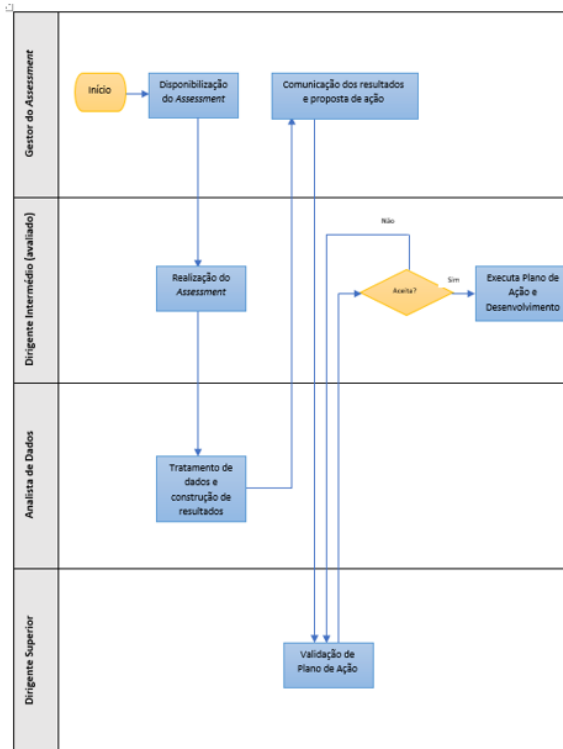 Gestor do Assessment
Início
Disponibilização
do Assessment
Comunicação dos resultados
e proposta de ação
Dirigente Intermédio (avaliado)
Realização do
Assessment
Não
Aceita?
Sim
Executa Plano de
Ação e
Desenvolvimento
Analista de Dados
Tratamento de
dados e
construção de
resultados
Dirigente Superior
Validação de
Plano de Ação